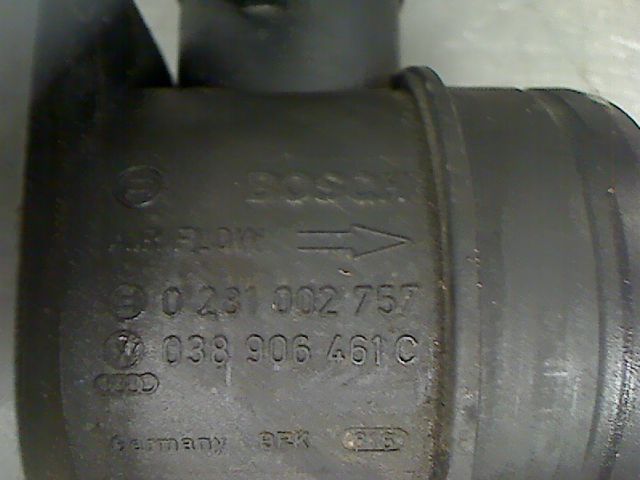 BOSCH
AIR FLOW
0 281 002 757
038 906 461 C
Germany